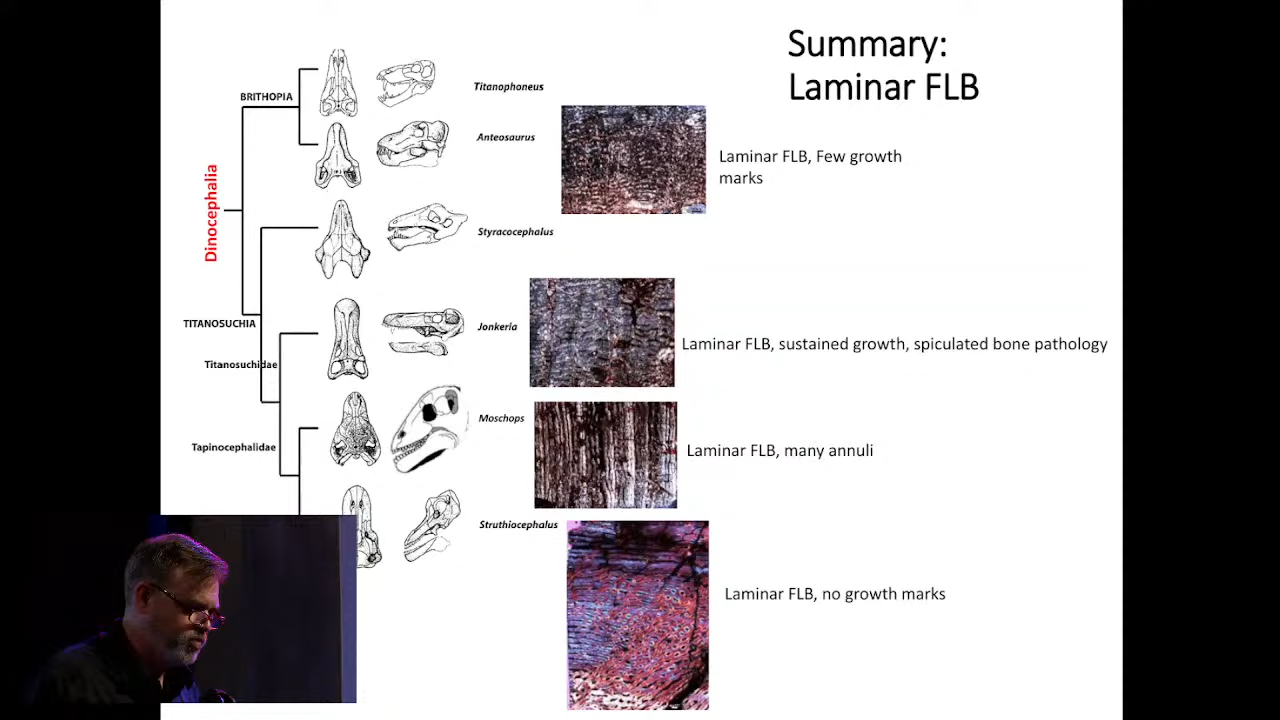 Summary:
Laminar FLB
BRITHOPIA
Titanophoneus
Anteosaurus
Laminar FLB, Few growth
marks
Dinocephalia
Styracocephalus
TITANOSUCHIA
Jonkeria
Laminar FLB, sustained growth, spiculated bone pathology
Titanosuchidae
Moschops
Tapinocephalidae
Laminar FLB, many annuli
Struthiocephalus
Laminar FLB, no growth marks